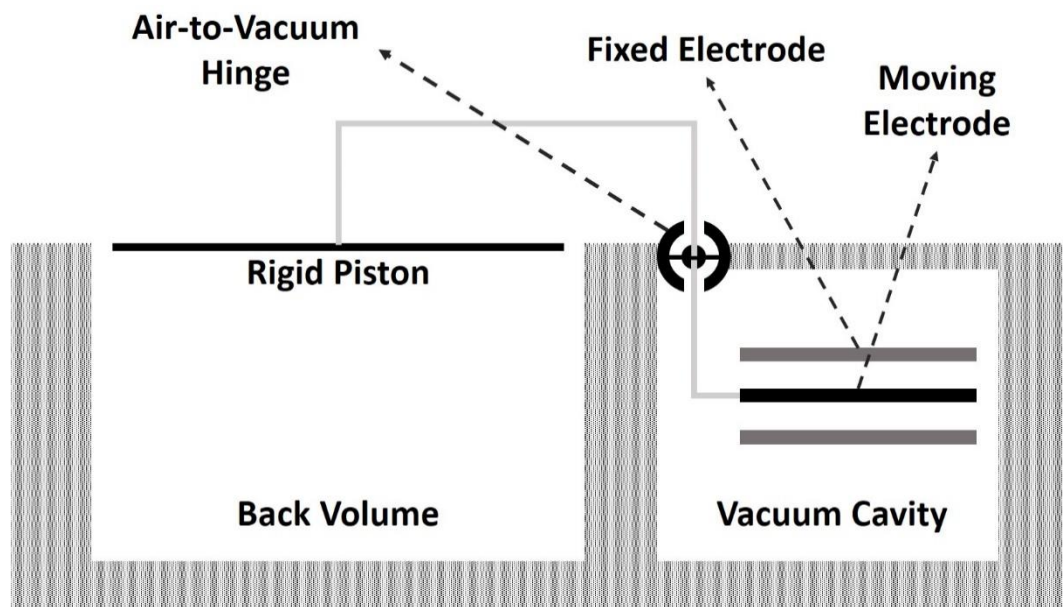 Air-to-Vacuum
Hinge
Fixed Electrode
Moving
Electrode
Rigid Piston
Back Volume
Vacuum Cavity